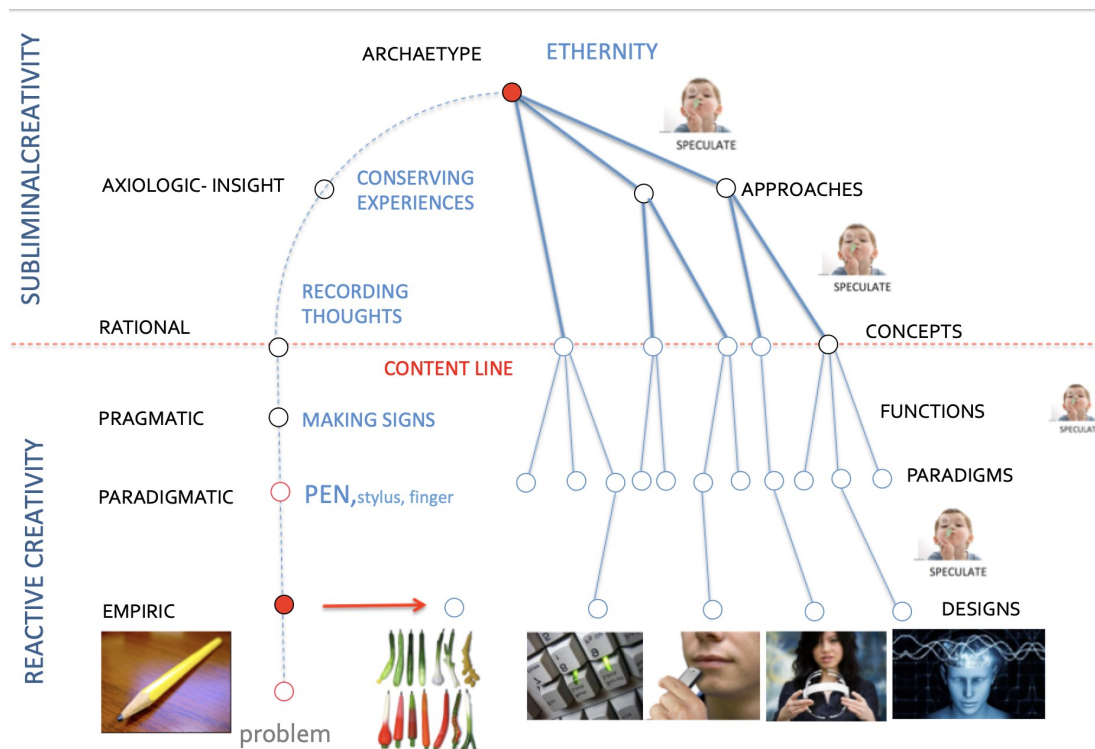 SUBLIMINALCREATIVITY
REACTIVE CREATIVITY
ARCHAETYPE
ETHERNITY
SPECULATE
AXIOLOGIC- INSIGHT
CONSERVING
EXPERIENCES
APPROACHES
SPECULATE
RECORDING
THOUGHTS
RATIONAL
CONCEPTS
CONTENT LINE
PRAGMATIC
MAKING SIGNS
FUNCTIONS
SPECULAT
PARADIGMATIC
PEN,stylus, finger
PARADIGMS
SPECULATE
EMPIRIC
DESIGNS
problem